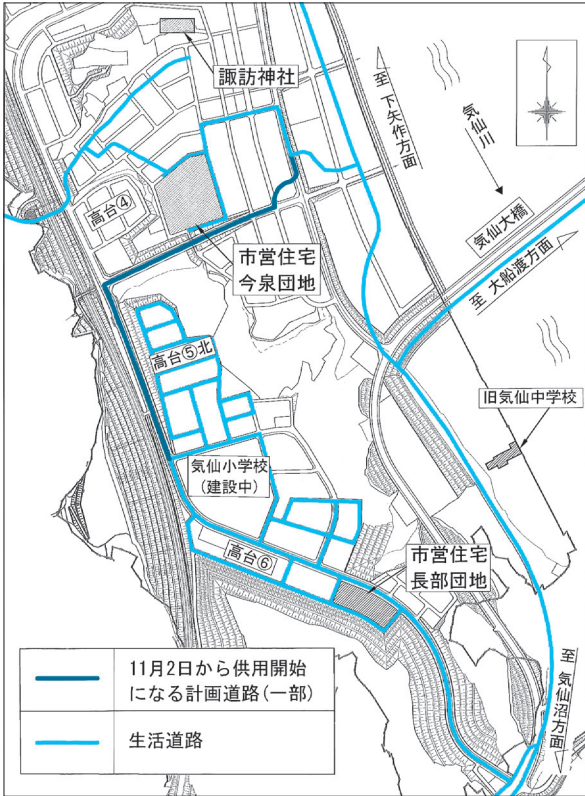 諏訪神社
至 下矢作方面
気仙川
高台④
市営住宅
今泉団地
気仙大橋
至 大船渡方面
高台⑤北
旧気仙中学校
気仙小学校
(建設中)
高台⑥
市営住宅
長部団地
至 気仙沼方面
11月2日から供用開始
になる計画道路(一部)
生活道路